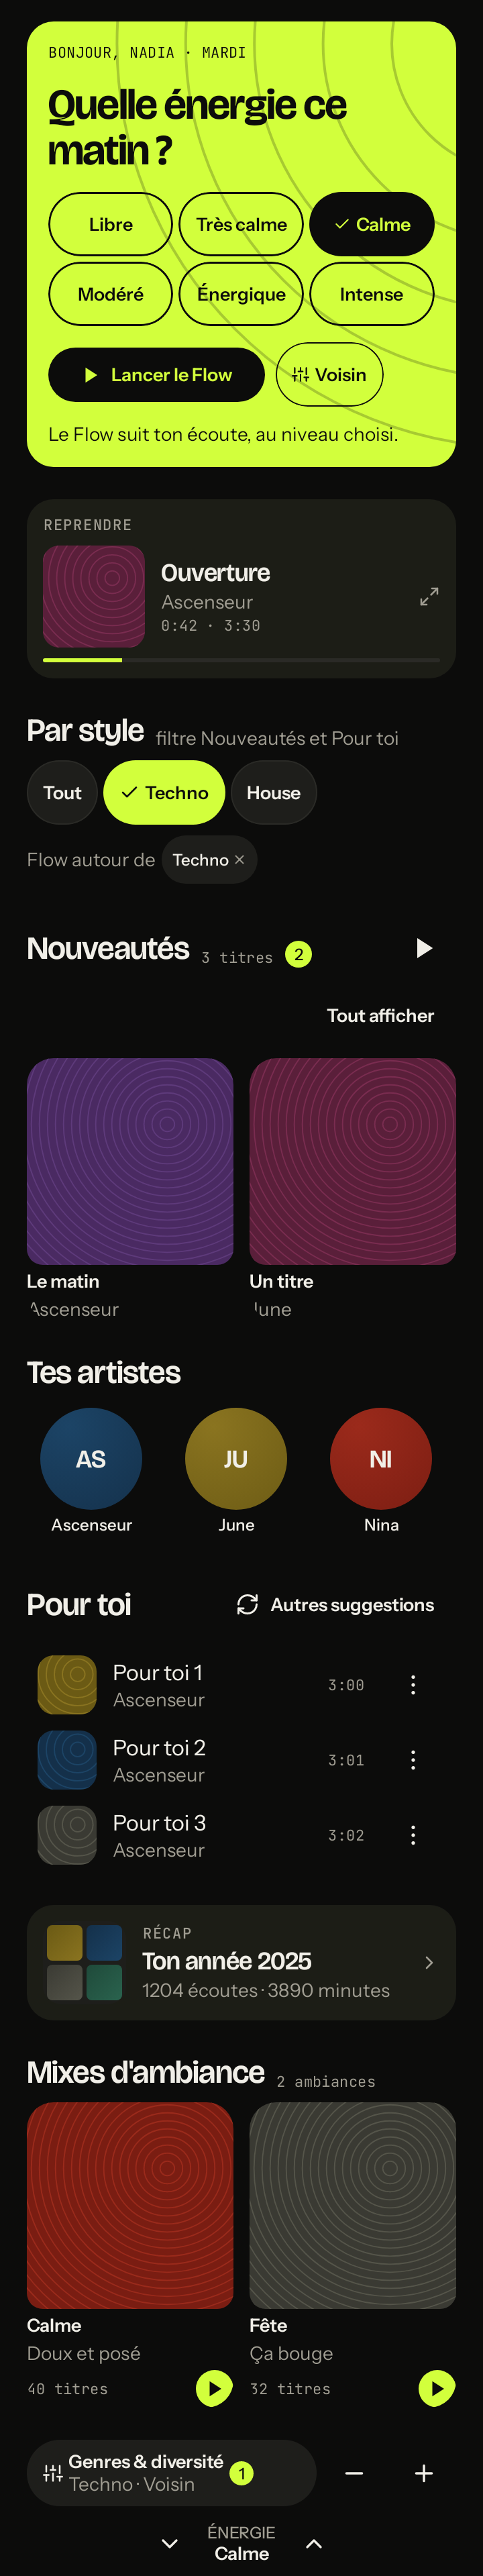 BONJOUR, NADIA · MARDI
Quelle énergie ce
matin ?
Libre
Très calme
Calme
Modéré
Énergique
Intense
Lancer le Flow
Voisin
Le Flow suit ton écoute, au niveau choisi.
REPRENDRE
Ouverture
Ascenseur
0:42 · 3:30
Par style filtre Nouveautés et Pour toi
Tout
Techno
House
Flow autour de Techno ×
Nouveautés 3 titres 2
Tout afficher
Le matin
Ascenseur
Un titre
June
Tes artistes
AS
JU
NI
Ascenseur
June
Nina
Pour toi
Autres suggestions
Pour toi 1
Ascenseur
3:00
Pour toi 2
Ascenseur
3:01
Pour toi 3
Ascenseur
3:02
RÉCAP
Ton année 2025
1204 écoutes · 3890 minutes
Mixes d'ambiance 2 ambiances
Calme
Doux et posé
40 titres
Fête
Ça bouge
32 titres
Genres & diversité
Techno · Voisin
1
ÉNERGIE
Calme